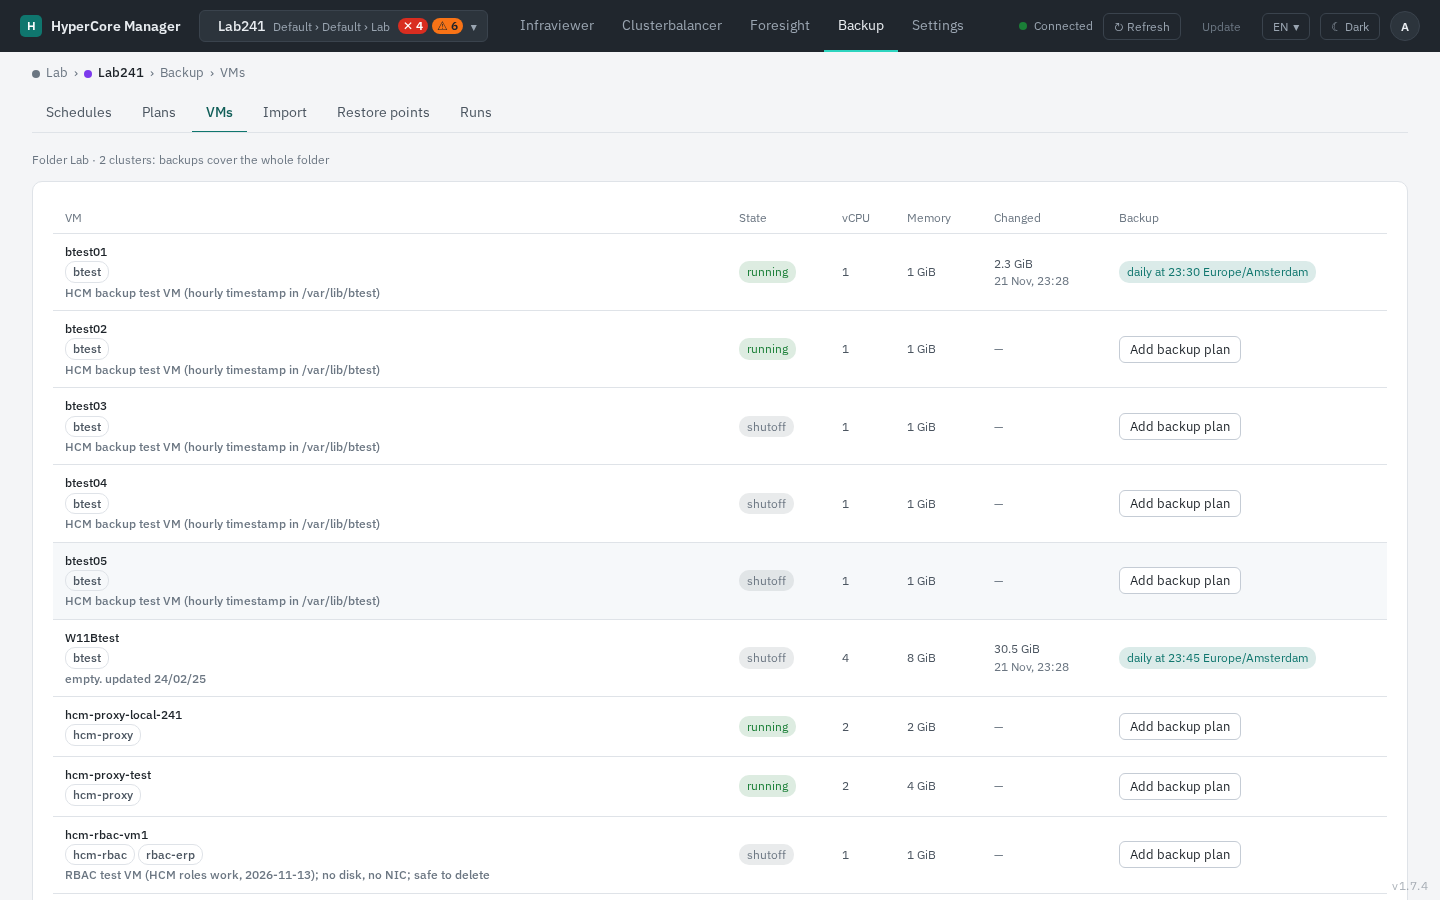 H HyperCore Manager Lab241 Default › Default › Lab ✕ 4 ⚠ 6 ▾ Infraviewer Clusterbalancer Foresight Backup Settings Connected ↻ Refresh Update EN ▾ ☾ Dark A
Lab › Lab241 › Backup › VMs
Schedules Plans VMs Import Restore points Runs
Folder Lab · 2 clusters: backups cover the whole folder
VM State vCPU Memory Changed Backup
btest01
btest
HCM backup test VM (hourly timestamp in /var/lib/btest)
running 1 1 GiB 2.3 GiB
21 Nov, 23:28
daily at 23:30 Europe/Amsterdam
btest02
btest
HCM backup test VM (hourly timestamp in /var/lib/btest)
running 1 1 GiB — Add backup plan
btest03
btest
HCM backup test VM (hourly timestamp in /var/lib/btest)
shutoff 1 1 GiB — Add backup plan
btest04
btest
HCM backup test VM (hourly timestamp in /var/lib/btest)
shutoff 1 1 GiB — Add backup plan
btest05
btest
HCM backup test VM (hourly timestamp in /var/lib/btest)
shutoff 1 1 GiB — Add backup plan
W11Btest
btest
empty. updated 24/02/25
shutoff 4 8 GiB 30.5 GiB
21 Nov, 23:28
daily at 23:45 Europe/Amsterdam
hcm-proxy-local-241
hcm-proxy
running 2 2 GiB — Add backup plan
hcm-proxy-test
hcm-proxy
running 2 4 GiB — Add backup plan
hcm-rbac-vm1
hcm-rbac rbac-erp
RBAC test VM (HCM roles work, 2026-11-13); no disk, no NIC; safe to delete
shutoff 1 1 GiB — Add backup plan
v1.7.4